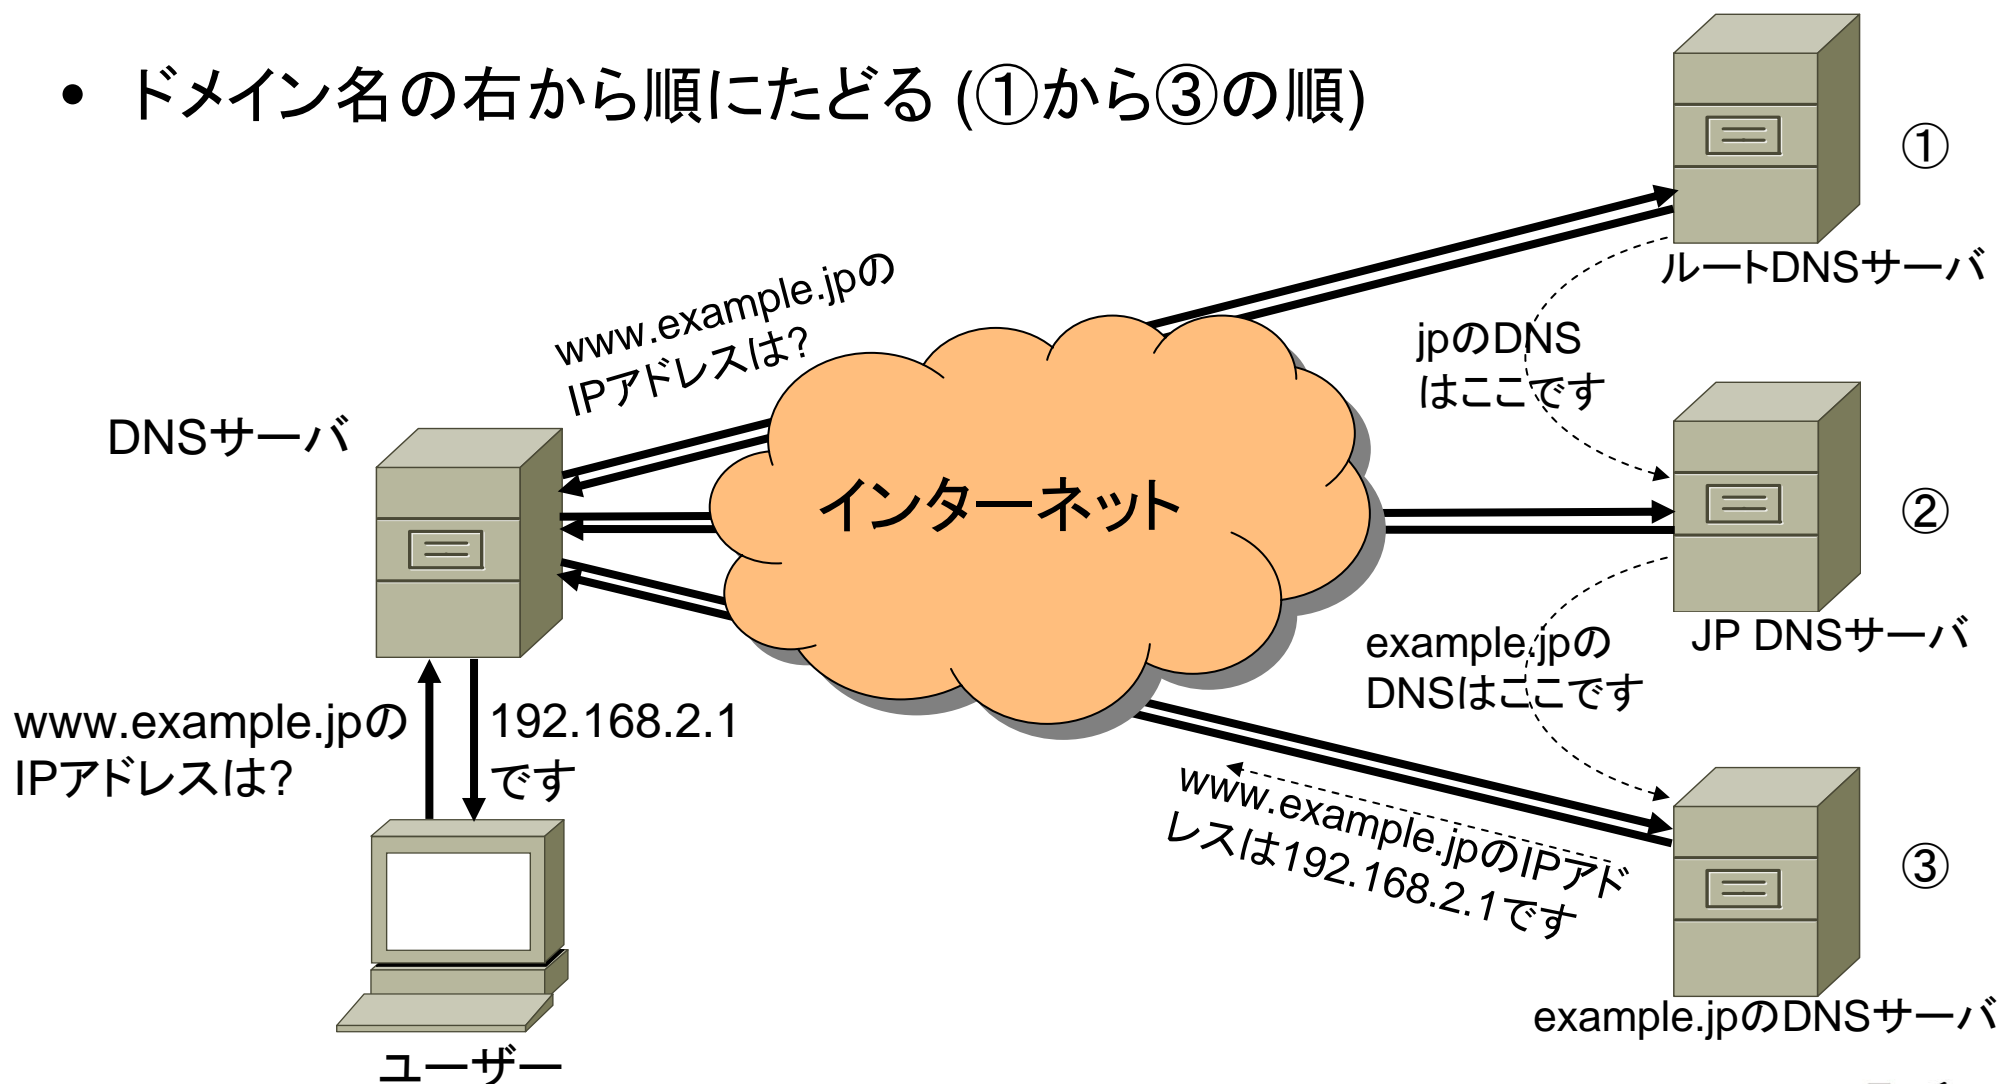 • ドメイン名の右から順にたどる (①から③の順)
①
ルートDNSサーバ
www.example.jpの
IPアドレスは?
jpのDNS
はここです
DNSサーバ
インターネット
②
JP DNSサーバ
example.jpの
DNSはここです
www.example.jpの
IPアドレスは?
192.168.2.1
です
www.example.jpのIPアド
レスは192.168.2.1です
③
example.jpのDNSサーバ
ユーザー